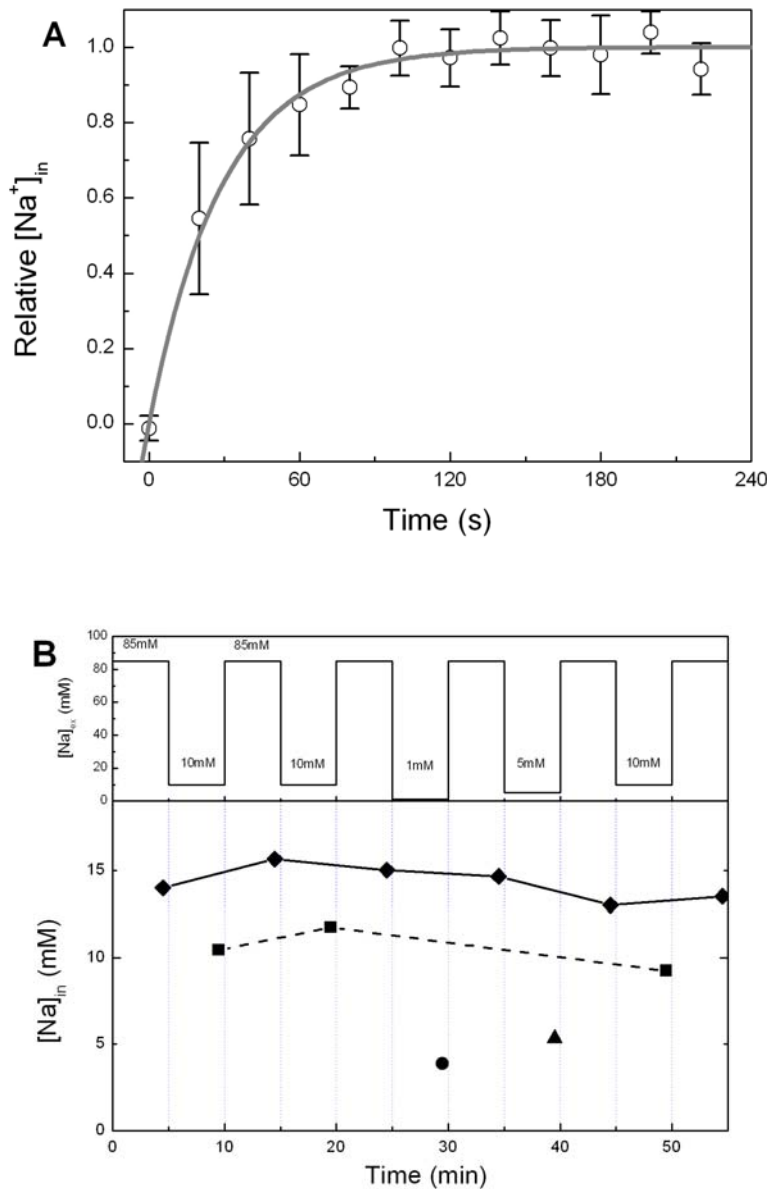 A
1.0
0.8
0.6
0.4
0.2
0.0
Relative [Na⁺]in
0 60 120 180 240
Time (s)
B
100
80
60
40
20
0
[Na]ex (mM)
85mM 85mM
10mM 10mM 1mM 5mM 10mM
15
10
5
0
[Na]in (mM)
0 10 20 30 40 50
Time (min)